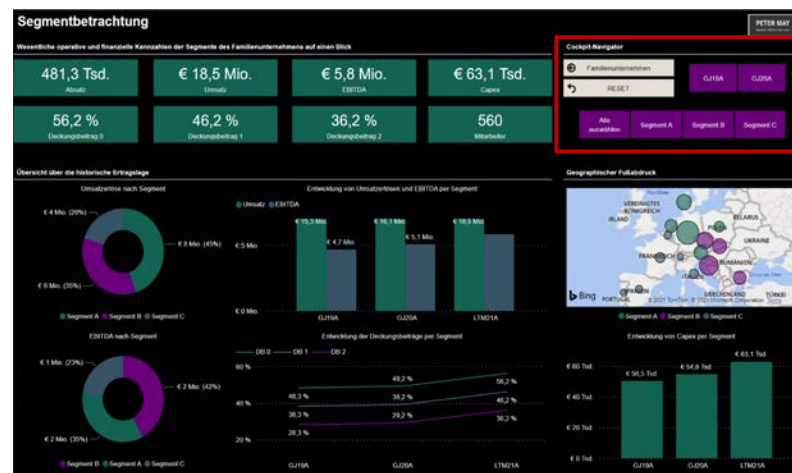 Segmentbetrachtung
PETER MAY
Wesentliche operative und finanzielle Kennzahlen der Segmente des Familienunternehmens auf einen Blick
Cockpit-Navigator
481,3 Tsd.
Absatz
€ 18,5 Mio.
Umsatz
€ 5,8 Mio.
EBITDA
€ 63,1 Tsd.
Capex
Familienunternehmen
RESET
GJ19A
GJ20A
56,2 %
Deckungsbeitrag 0
46,2 %
Deckungsbeitrag 1
36,2 %
Deckungsbeitrag 2
560
Mitarbeiter
Alle auswählen
Segment A
Segment B
Segment C
Übersicht über die historische Ertragslage
Geographischer Fußabdruck
Umsatzerlöse nach Segment
€ 4 Mio. (20%)
€ 8 Mio. (45%)
€ 6 Mio. (35%)
Segment A Segment B Segment C
Entwicklung von Umsatzerlösen und EBITDA per Segment
Umsatz EBITDA
€ 15,3 Mio.
€ 16,1 Mio.
€ 18,5 Mio.
€ 4,7 Mio.
€ 5,1 Mio.
€ 5 Mio.
€ 0 Mio.
GJ19A GJ20A LTM21A
VEREINIGTES KÖNIGREICH
IRLAND
POLEN
BELARUS
UKRAINE
FRANKREICH
RUMÄNIEN
ITALIEN
SPANIEN
PORTUGAL
GRIECHENLAND
TÜRKEI
Bing
© 2021 TomTom © 2021 Microsoft Corporation Terms
Segment A Segment B Segment C
EBITDA nach Segment
€ 1 Mio. (23%)
€ 2 Mio. (42%)
€ 2 Mio. (35%)
Segment B Segment A Segment C
Entwicklung der Deckungsbeiträge per Segment
DB 0 DB 1 DB 2
60 %
40 %
20 %
48,3 %
49,2 %
56,2 %
38,3 %
39,2 %
46,2 %
28,3 %
29,2 %
36,2 %
GJ19A GJ20A LTM21A
Entwicklung von Capex per Segment
€ 60 Tsd.
€ 40 Tsd.
€ 20 Tsd.
€ 0 Tsd.
€ 50,5 Tsd.
€ 54,8 Tsd.
€ 63,1 Tsd.
GJ19A GJ20A LTM21A